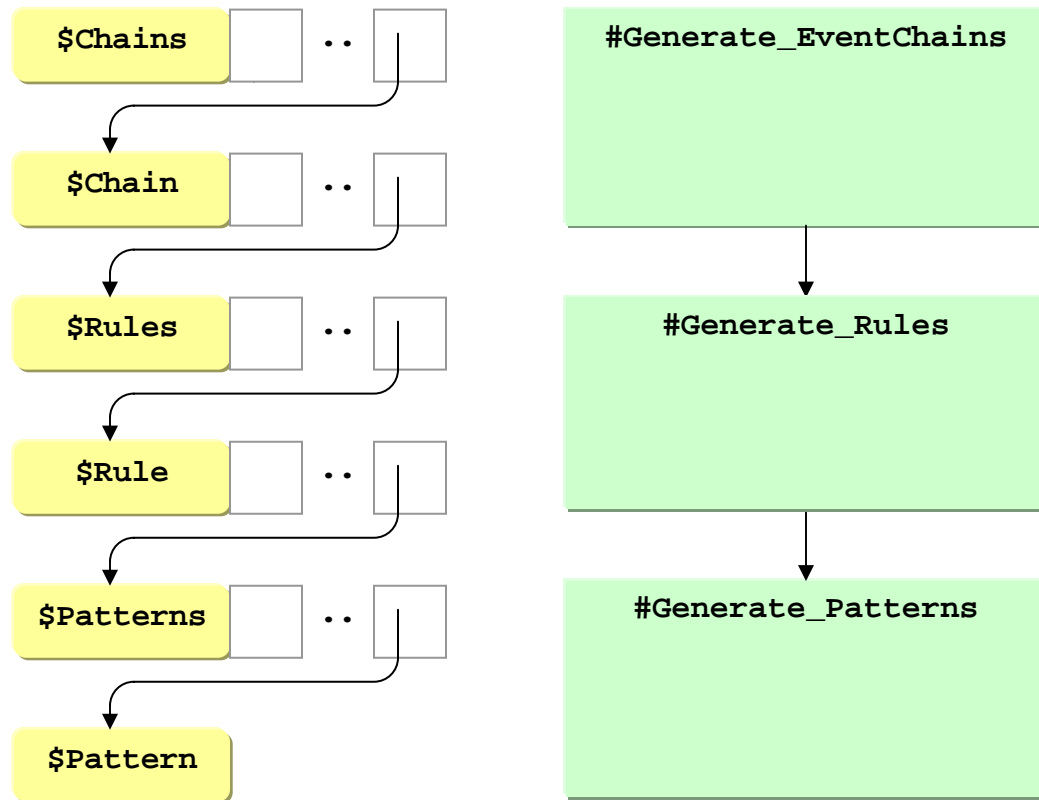 $Chains ..
$Chain ..
$Rules ..
$Rule ..
$Patterns ..
$Pattern
#Generate_EventChains
#Generate_Rules
#Generate_Patterns